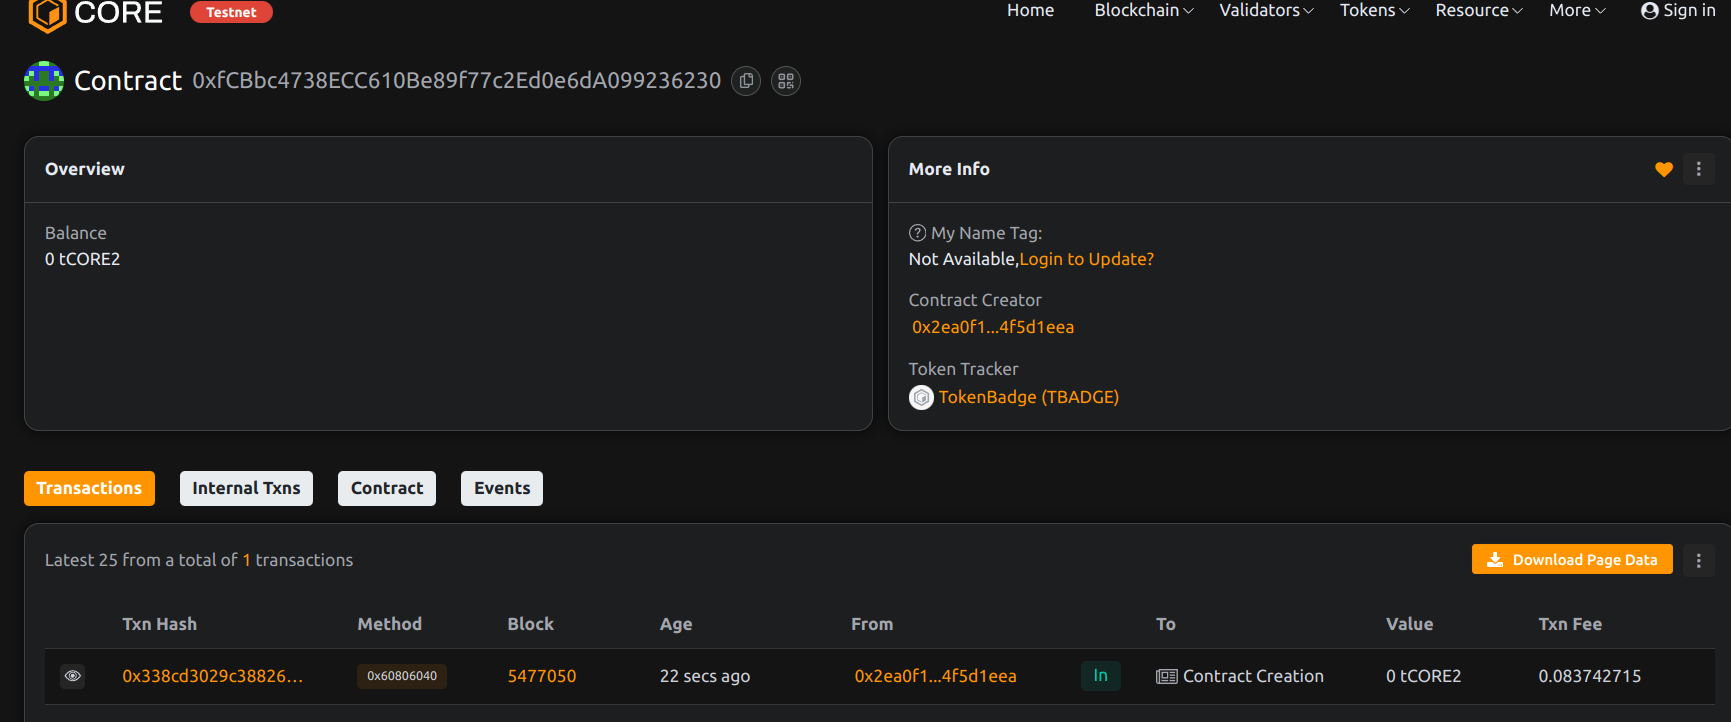 CORE Testnet Home Blockchain Validators Tokens Resource More Sign in
Contract 0xfCBbc4738ECC610Be89f77c2Ed0e6dA099236230
Overview
Balance
0 tCORE2
More Info
My Name Tag:
Not Available,Login to Update?
Contract Creator
0x2ea0f1...4f5d1eea
Token Tracker
TokenBadge (TBADGE)
Transactions Internal Txns Contract Events
Latest 25 from a total of 1 transactions Download Page Data
Txn Hash Method Block Age From To Value Txn Fee
0x338cd3029c38826... 0x60806040 5477050 22 secs ago 0x2ea0f1...4f5d1eea In Contract Creation 0 tCORE2 0.083742715